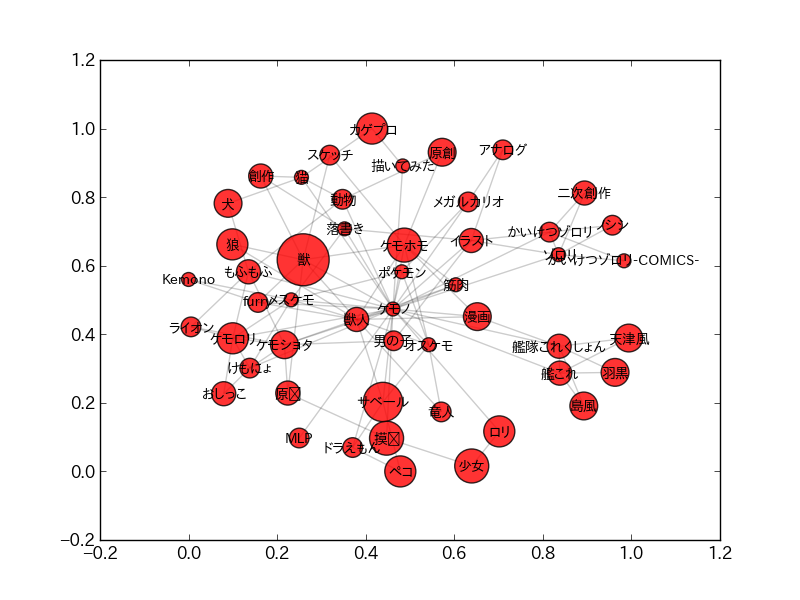 1.2
1.0
0.8
0.6
0.4
0.2
0.0
−0.2
カゲプロ
原創
アナログ
スケッチ
描いてみた
猫
創作
二次創作
動物
犬
メガルカリオ
イシン
落書き
かいけつゾロリ
狼
ケモホモ
イラスト
ゾロリ
獣
かいけつゾロリ-COMICS-
もふもふ
ポケモン
Kemono
筋肉
furry
メスケモ
ケモノ
獣人
漫画
ライオン
ケモロリ
ケモショタ
男の子
オスケモ
艦隊これくしょん
天津風
けもにょ
艦これ
羽黒
おしっこ
原
サベール
竜人
島風
MLP
摸
ロリ
ドラえもん
ペコ
少女
−0.2
0.0
0.2
0.4
0.6
0.8
1.0
1.2